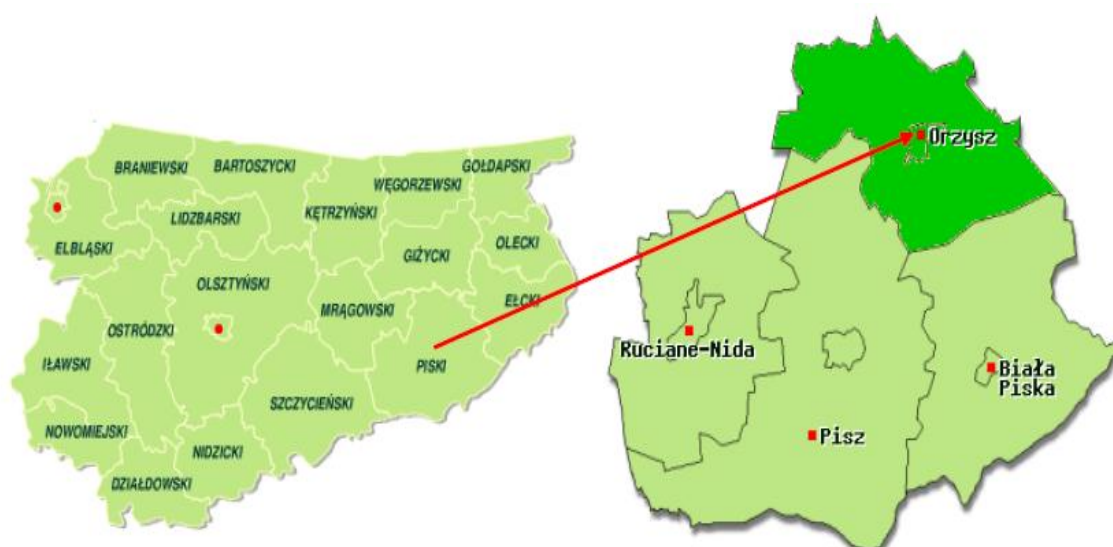 BRANIEWSKI
BARTOSZYCKI
GOŁDAPSKI
WĘGORZEWSKI
KĘTRZYŃSKI
LIDZBARSKI
ELBLĄSKI
GIŻYCKI
OLECKI
OLSZTYŃSKI
MRĄGOWSKI
EŁCKI
OSTRÓDZKI
IŁAWSKI
PISKI
SZCZYCIEŃSKI
NOWOMIEJSKI
NIDZICKI
DZIAŁDOWSKI
Orzysz
Ruciane-Nida
Biała
Piska
Pisz